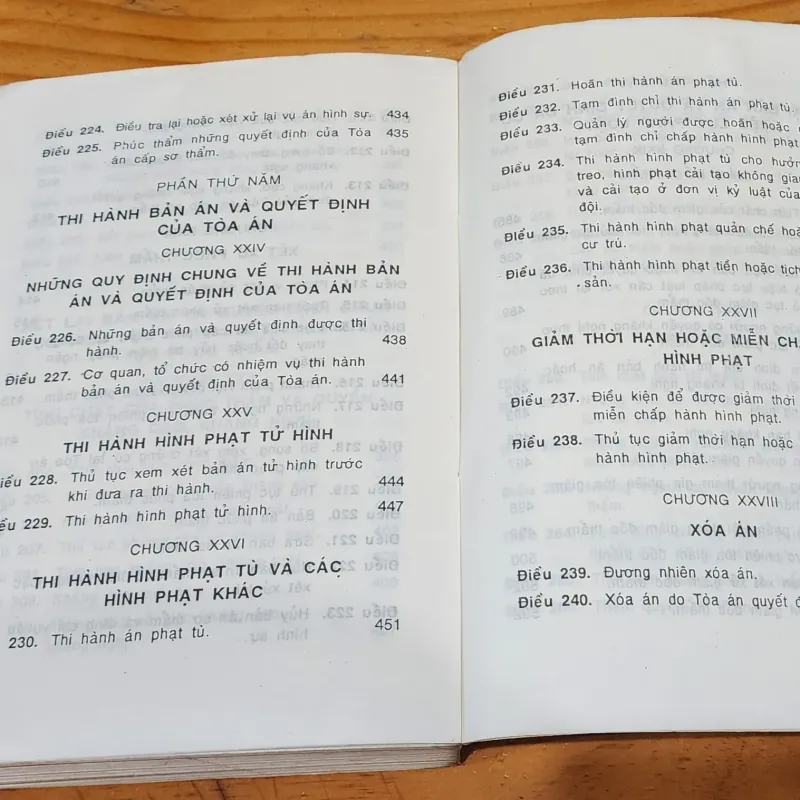 Điều 224. Điều tra lại hoặc xét xử lại vụ án hình sự. 434
Điều 225. Phúc thẩm những quyết định của Tòa 435
án cấp sơ thẩm.
PHẦN THỨ NĂM
THI HÀNH BẢN ÁN VÀ QUYẾT ĐỊNH
CỦA TÒA ÁN
CHƯƠNG XXIV
NHỮNG QUY ĐỊNH CHUNG VỀ THI HÀNH BẢN
ÁN VÀ QUYẾT ĐỊNH CỦA TÒA ÁN
Điều 226. Những bản án và quyết định được thi
hành. 438
Điều 227. Cơ quan, tổ chức có nhiệm vụ thi hành
bản án và quyết định của Tòa án. 441
CHƯƠNG XXV
THI HÀNH HÌNH PHẠT TỬ HÌNH
iều 228. Thủ tục xem xét bản án tử hình trước
khi đưa ra thi hành. 444
ều 229. Thi hành hình phạt tử hình. 447
CHƯƠNG XXVI
THI HÀNH HÌNH PHẠT TÙ VÀ CÁC
HÌNH PHẠT KHÁC
230. Thi hành án phạt tù. 451
Điều 231. Hoãn thi hành án phạt tù.
Điều 232. Tạm đình chỉ thi hành án phạt tù.
Điều 233. Quản lý người được hoãn hoặc
tạm đình chỉ chấp hành hình phạt
Điều 234. Thi hành hình phạt tù cho hưởng
treo, hình phạt cải tạo không giam
và cải tạo ở đơn vị kỷ luật của
đội.
Điều 235. Thi hành hình phạt quản chế hoặc
cư trú.
Điều 236. Thi hành hình phạt tiền hoặc tịch
sản.
CHƯƠNG XXVII
GIẢM THỜI HẠN HOẶC MIỄN CH
HÌNH PHẠT
Điều 237. Điều kiện để được giảm thời
miễn chấp hành hình phạt.
Điều 238. Thủ tục giảm thời hạn hoặc
hành hình phạt.
CHƯƠNG XXVIII
XÓA ÁN
Điều 239. Đương nhiên xóa án.
Điều 240. Xóa án do Tòa án quyết đ